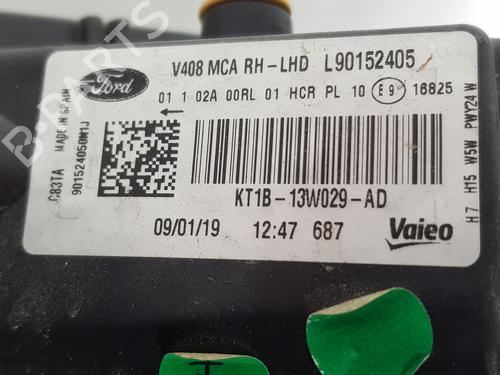 Ford
V408 MCA RH-LHD L90152405
01 1 02A 00RL 01 HCR PL 10 E9 16825
C83TA MADE IN SPAIN
90152405

KT1B-13W029-AD
09/01/19 12:47 687
Valeo
H7 H15 W5W PWY24W
B-PARTS